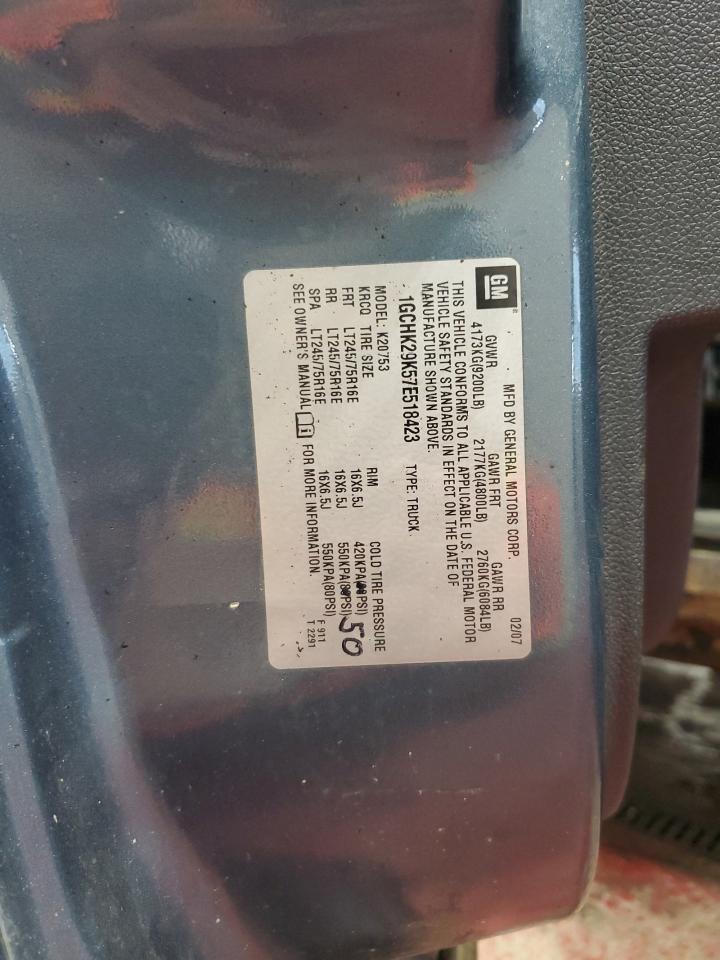 GM ®
MFD BY GENERAL MOTORS CORP. 02/07
GVWR GAWR FRT GAWR RR
4173KG(9200LB) 2177KG(4800LB) 2760KG(6084LB)
THIS VEHICLE CONFORMS TO ALL APPLICABLE U.S. FEDERAL MOTOR
VEHICLE SAFETY STANDARDS IN EFFECT ON THE DATE OF
MANUFACTURE SHOWN ABOVE.
1GCHK29K57E518423 TYPE: TRUCK
MODEL: K20753
KRCQ TIRE SIZE RIM COLD TIRE PRESSURE
FRT LT245/75R16E 16X6.5J 420KPA( PSI) 50
RR LT245/75R16E 16X6.5J 550KPA( PSI)
SPA LT245/75R16E 16X6.5J 550KPA(80PSI) F 911
SEE OWNER'S MANUAL FOR MORE INFORMATION. T 2291